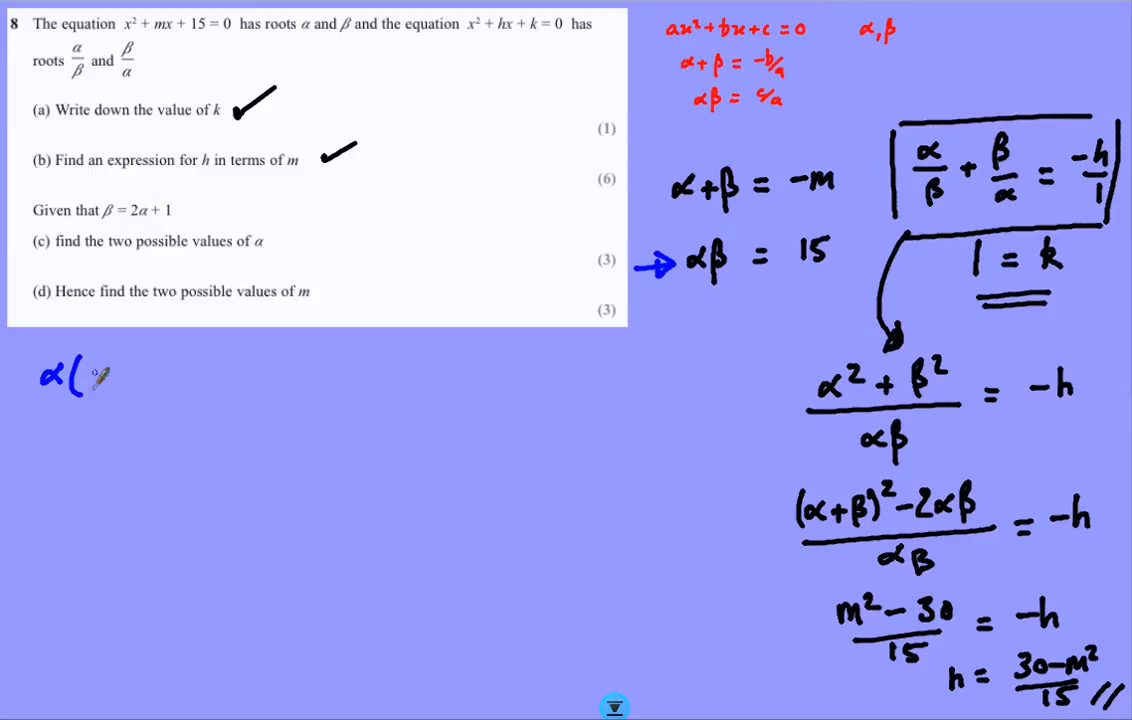 8 The equation x² + mx + 15 = 0 has roots α and β and the equation x² + hx + k = 0 has
roots α/β and β/α
(a) Write down the value of k
(1)
(b) Find an expression for h in terms of m
(6)
Given that β = 2α + 1
(c) find the two possible values of α
(3)
(d) Hence find the two possible values of m
(3)
ax² + bx + c = 0 α, β
α + β = -b/a
αβ = c/a
α + β = -m
αβ = 15
α/β + β/α = -h/1
1 = k
(α² + β²)/αβ = -h
((α + β)² - 2αβ)/αβ = -h
(m² - 30)/15 = -h
h = (30 - m²)/15 //
α(